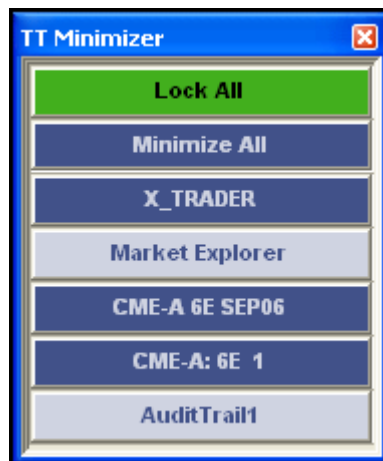 TT Minimizer
Lock All
Minimize All
X_TRADER
Market Explorer
CME-A 6E SEP06
CME-A: 6E 1
AuditTrail1